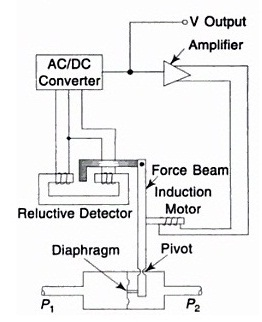 V Output
Amplifier
AC/DC
Converter
Force Beam
Induction
Motor
Reluctive Detector
Diaphragm
Pivot
P1
P2